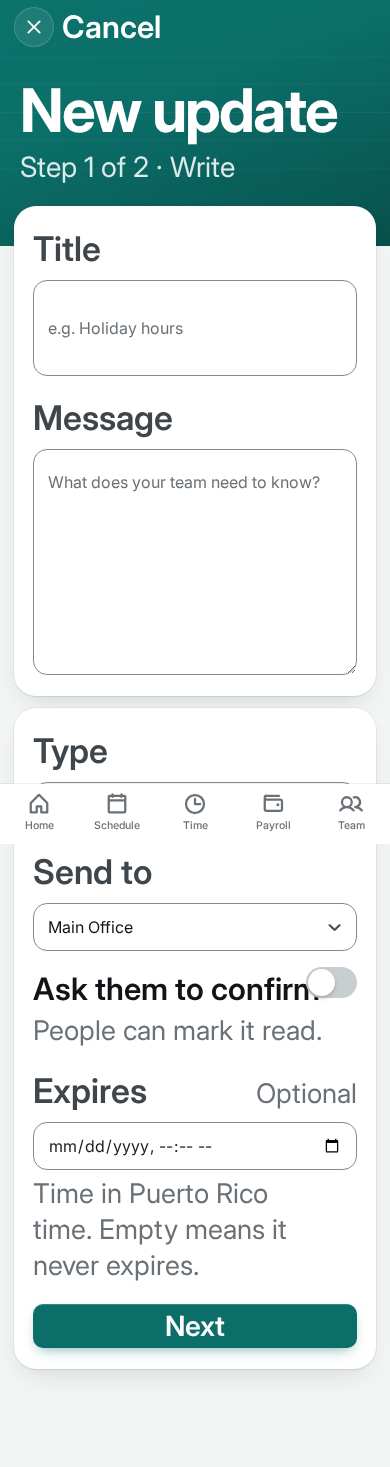 Cancel
New update
Step 1 of 2 · Write
Title
e.g. Holiday hours
Message
What does your team need to know?
Type
Home
Schedule
Time
Payroll
Team
Send to
Main Office
Ask them to confirm
People can mark it read.
Expires
Optional
mm/dd/yyyy, --:-- --
Time in Puerto Rico
time. Empty means it
never expires.
Next